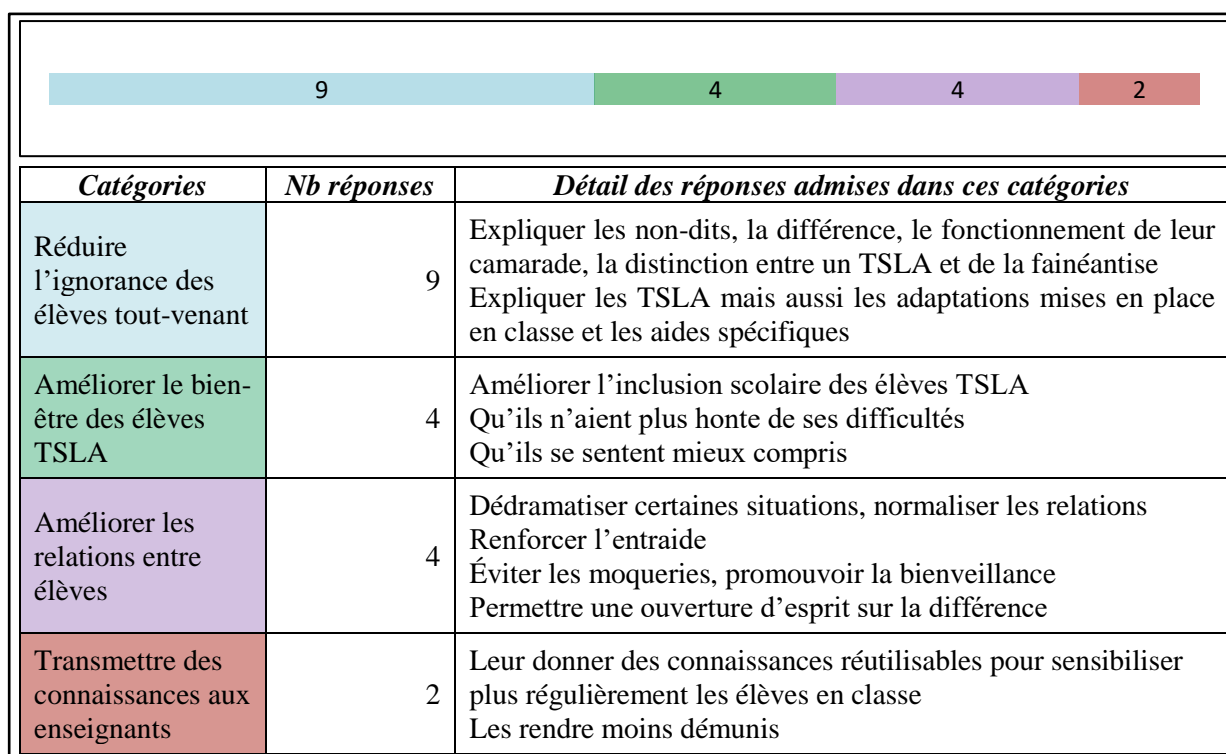 9 4 4 2
Catégories Nb réponses Détail des réponses admises dans ces catégories
Réduire
l’ignorance des
élèves tout-venant
9
Expliquer les non-dits, la différence, le fonctionnement de leur
camarade, la distinction entre un TSLA et de la fainéantise
Expliquer les TSLA mais aussi les adaptations mises en place
en classe et les aides spécifiques
Améliorer le bien-
être des élèves
TSLA
4
Améliorer l’inclusion scolaire des élèves TSLA
Qu’ils n’aient plus honte de ses difficultés
Qu’ils se sentent mieux compris
Améliorer les
relations entre
élèves
4
Dédramatiser certaines situations, normaliser les relations
Renforcer l’entraide
Éviter les moqueries, promouvoir la bienveillance
Permettre une ouverture d’esprit sur la différence
Transmettre des
connaissances aux
enseignants
2
Leur donner des connaissances réutilisables pour sensibiliser
plus régulièrement les élèves en classe
Les rendre moins démunis